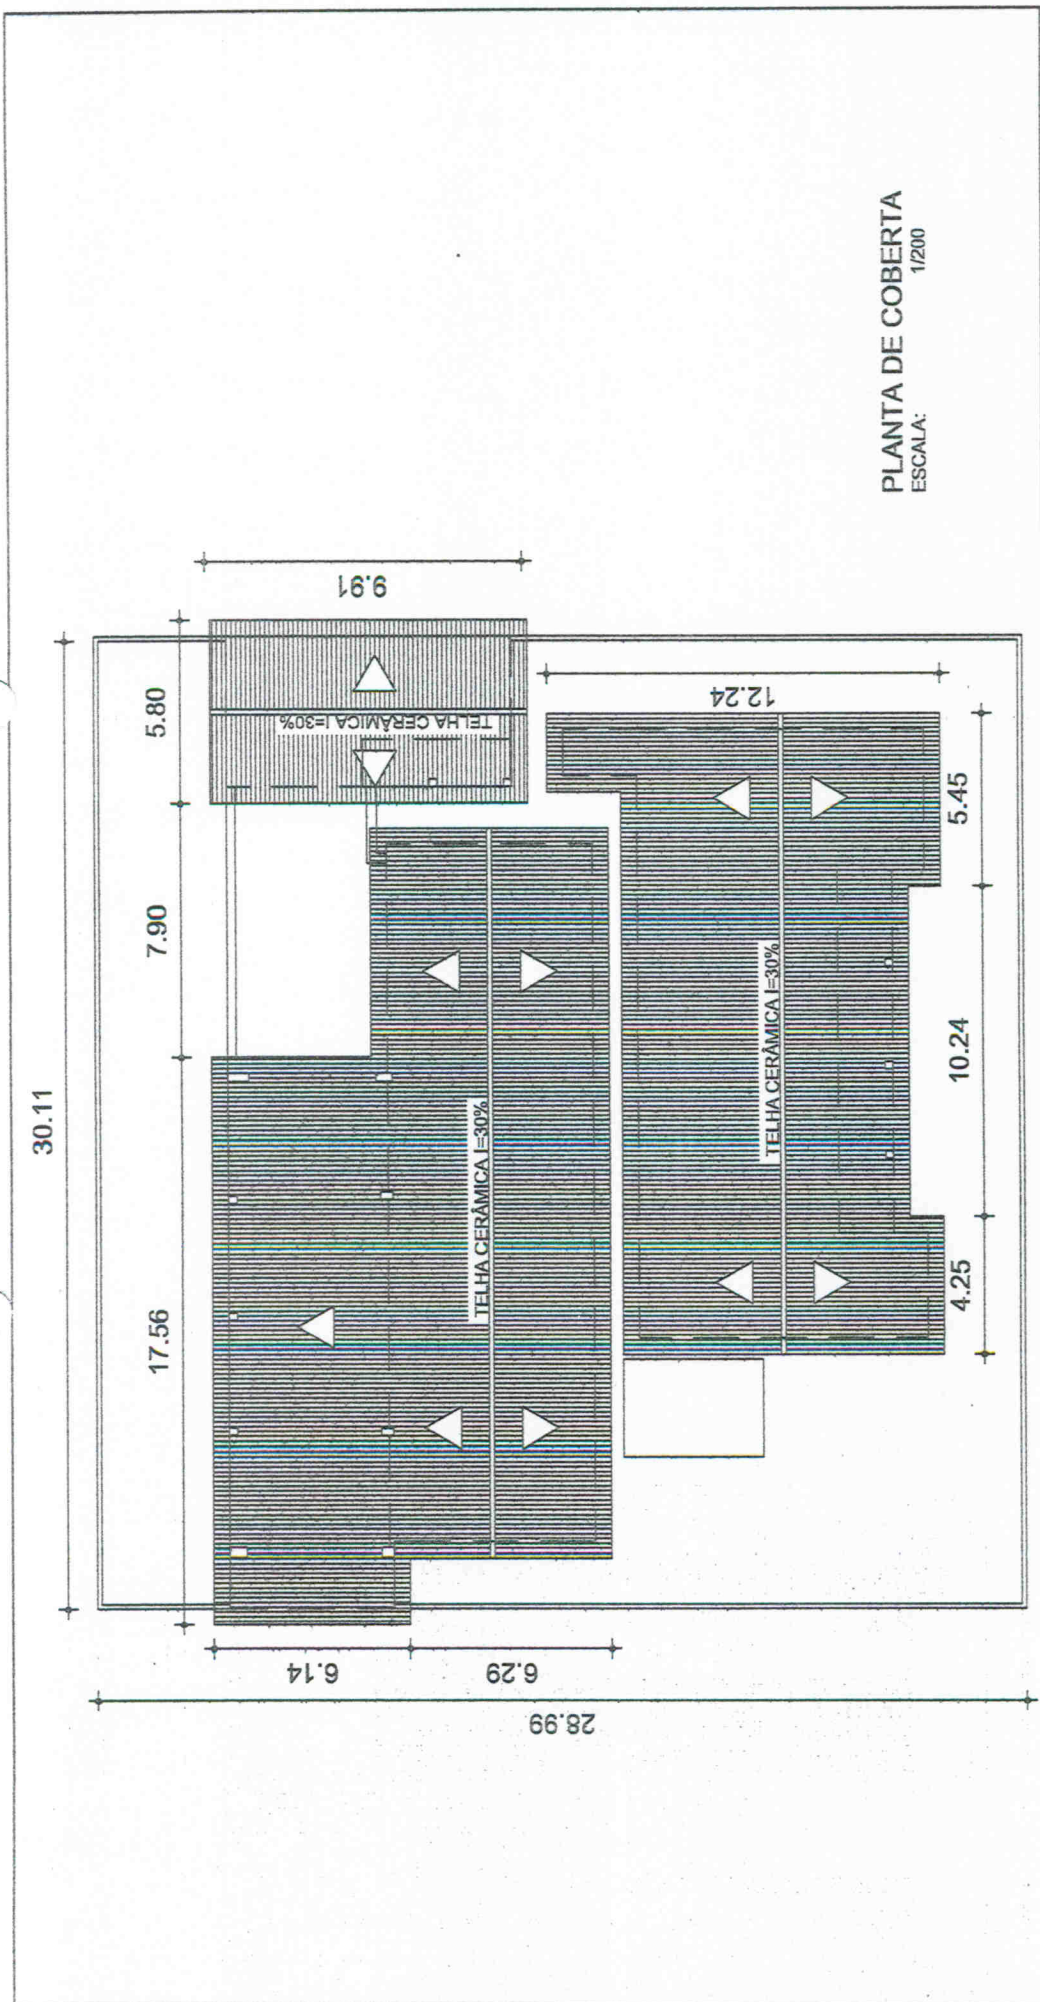 30.11
17.56
7.90
5.80
9.91
TELHA CERÂMICA I=30%
12.24
TELHA CERÂMICA I=30%
TELHA CERÂMICA I=30%
6.14
6.29
28.99
4.25
10.24
5.45
PLANTA DE COBERTA
ESCALA: 1/200